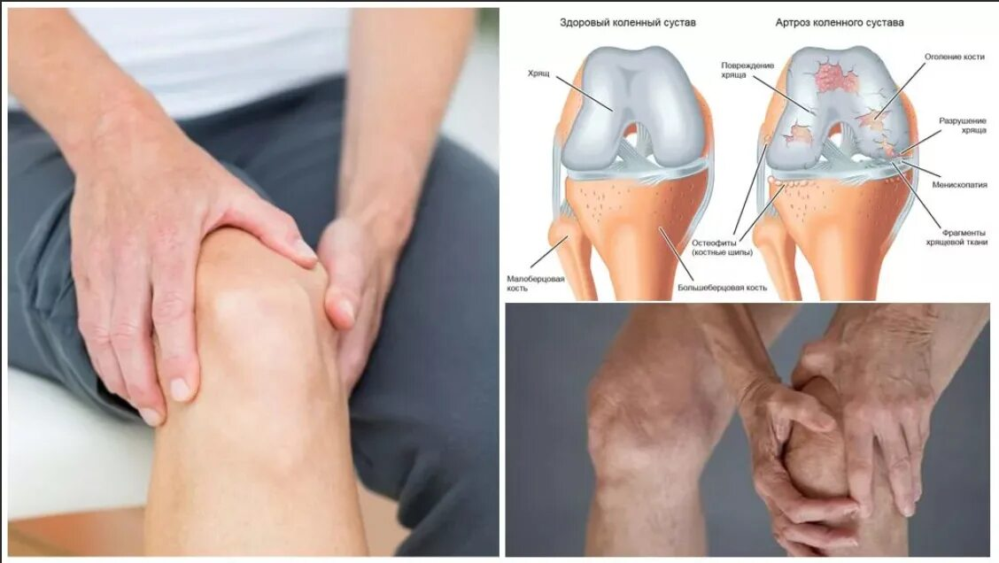 Здоровый коленный сустав
Артроз коленного сустава
Хрящ
Повреждение
хряща
Оголение кости
Разрушение
хряща
Менископатия
Фрагменты
хрящевой ткани
Остеофиты
(костные шипы)
Малоберцовая
кость
Большеберцовая кость